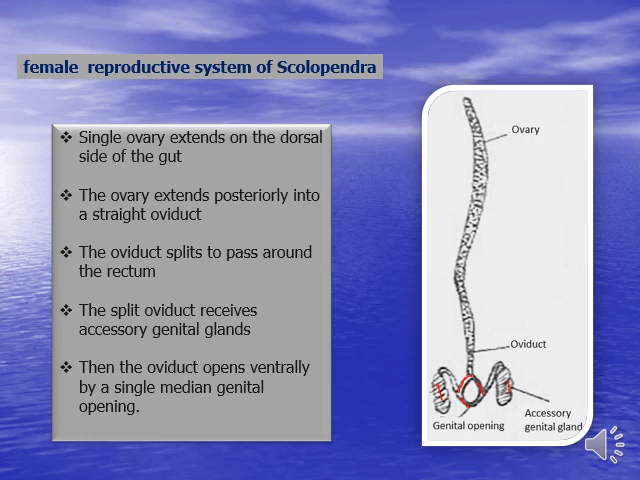 female reproductive system of Scolopendra
❖ Single ovary extends on the dorsal
side of the gut
❖ The ovary extends posteriorly into
a straight oviduct
❖ The oviduct splits to pass around
the rectum
❖ The split oviduct receives
accessory genital glands
❖ Then the oviduct opens ventrally
by a single median genital
opening.
Ovary
Oviduct
Accessory
genital gland
Genital opening